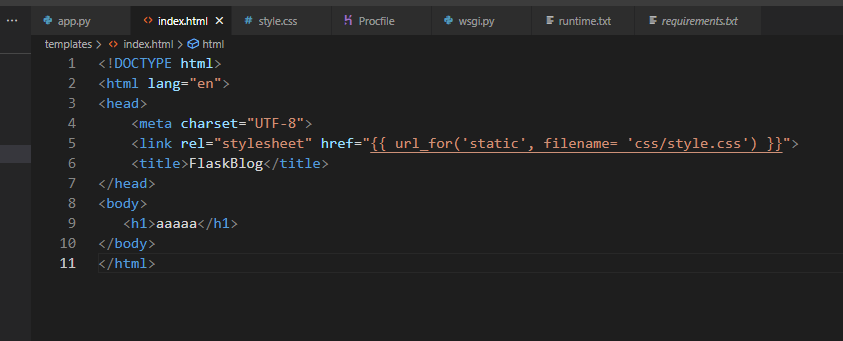 ··· app.py index.html style.css Procfile wsgi.py runtime.txt requirements.txt
templates > index.html > html
1 <!DOCTYPE html>
2 <html lang="en">
3 <head>
4     <meta charset="UTF-8">
5     <link rel="stylesheet" href="{{ url_for('static', filename= 'css/style.css') }}">
6     <title>FlaskBlog</title>
7 </head>
8 <body>
9    <h1>aaaaa</h1>
10 </body>
11 </html>